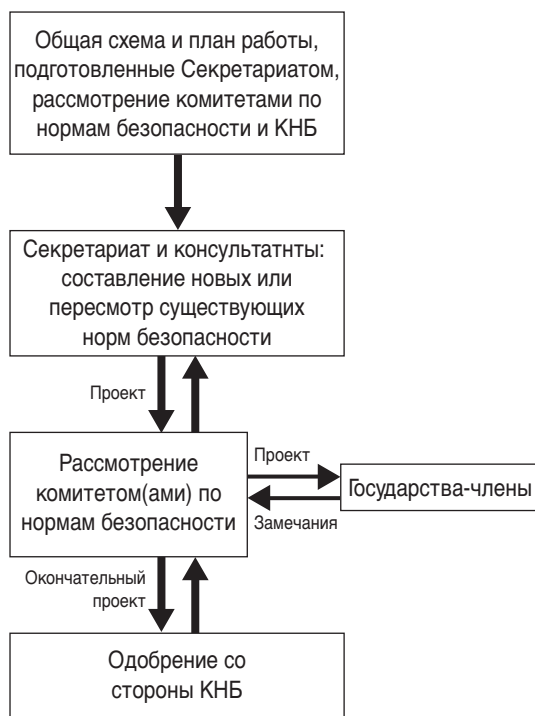 Общая схема и план работы,
подготовленные Секретариатом,
рассмотрение комитетами по
нормам безопасности и КНБ
Секретариат и консультатнты:
составление новых или
пересмотр существующих
норм безопасности
Проект
Рассмотрение
комитетом(ами) по
нормам безопасности
Проект
Государства-члены
Замечания
Окончательный
проект
Одобрение со
стороны КНБ